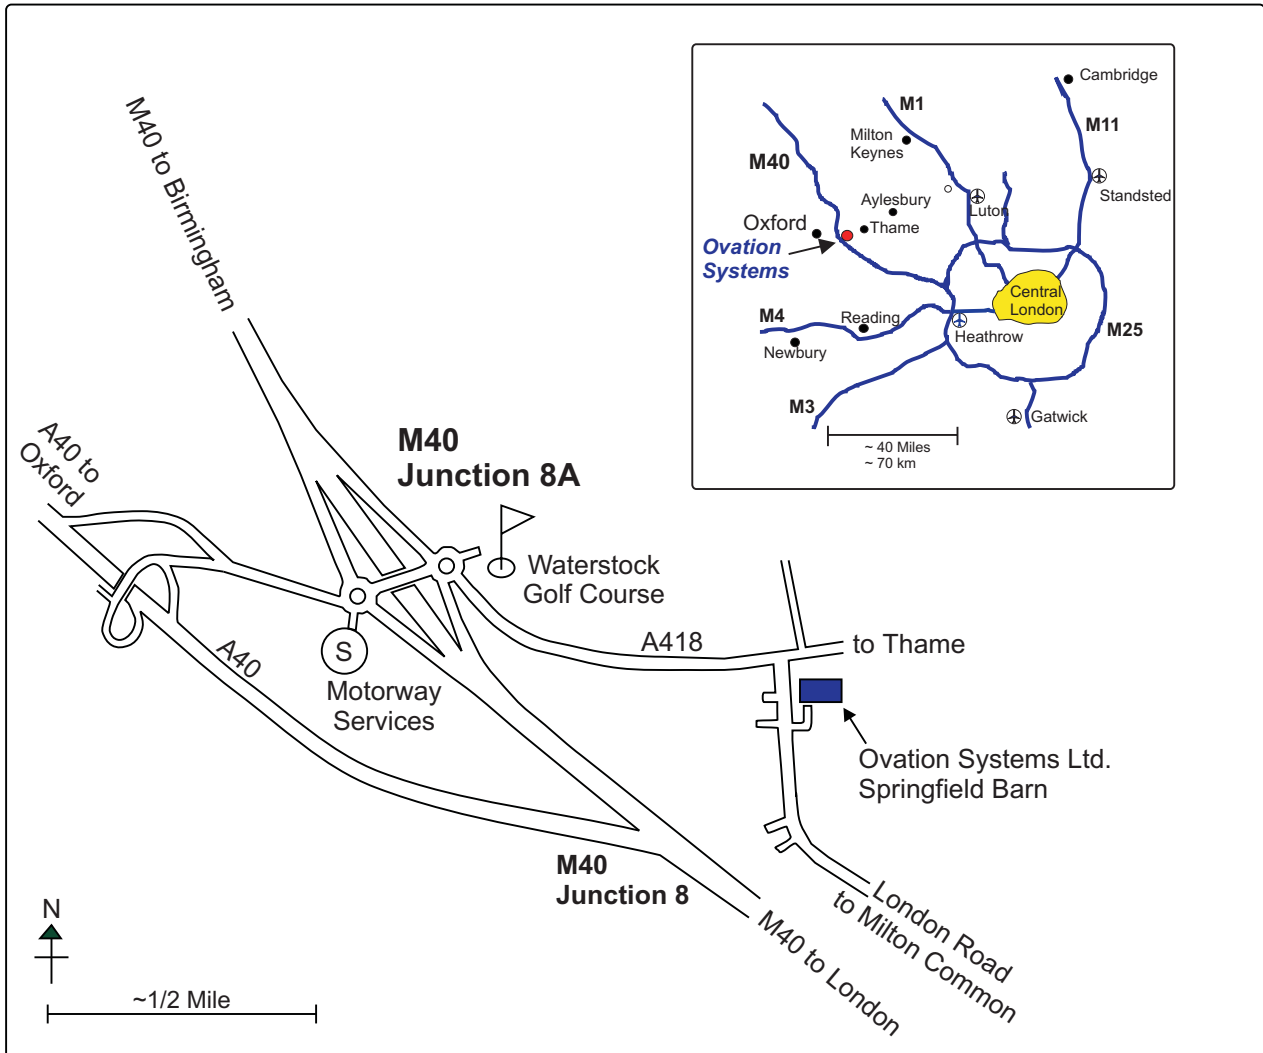 M40 to Birmingham
A40 to
Oxford
M40
Junction 8A
Waterstock
Golf Course
A418
to Thame
A40
S
Motorway
Services
Ovation Systems Ltd.
Springfield Barn
M40
Junction 8
London Road
to Milton Common
M40 to London
N
~1/2 Mile
Cambridge
M1
M11
Milton
Keynes
M40
Standsted
Aylesbury
Luton
Oxford
Thame
Ovation
Systems
Central
London
M4
Reading
Heathrow
M25
Newbury
M3
Gatwick
~ 40 Miles
~ 70 km